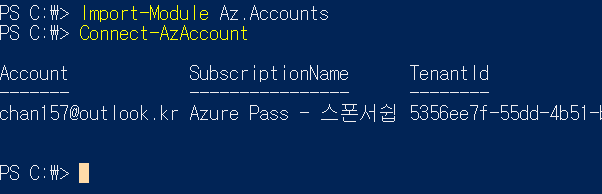 PS C:\> Import-Module Az.Accounts
PS C:\> Connect-AzAccount
Account SubscriptionName TenantId
------- ---------------- --------
chan157@outlook.kr Azure Pass - 스폰서쉽 5356ee7f-55dd-4b51-
PS C:\>